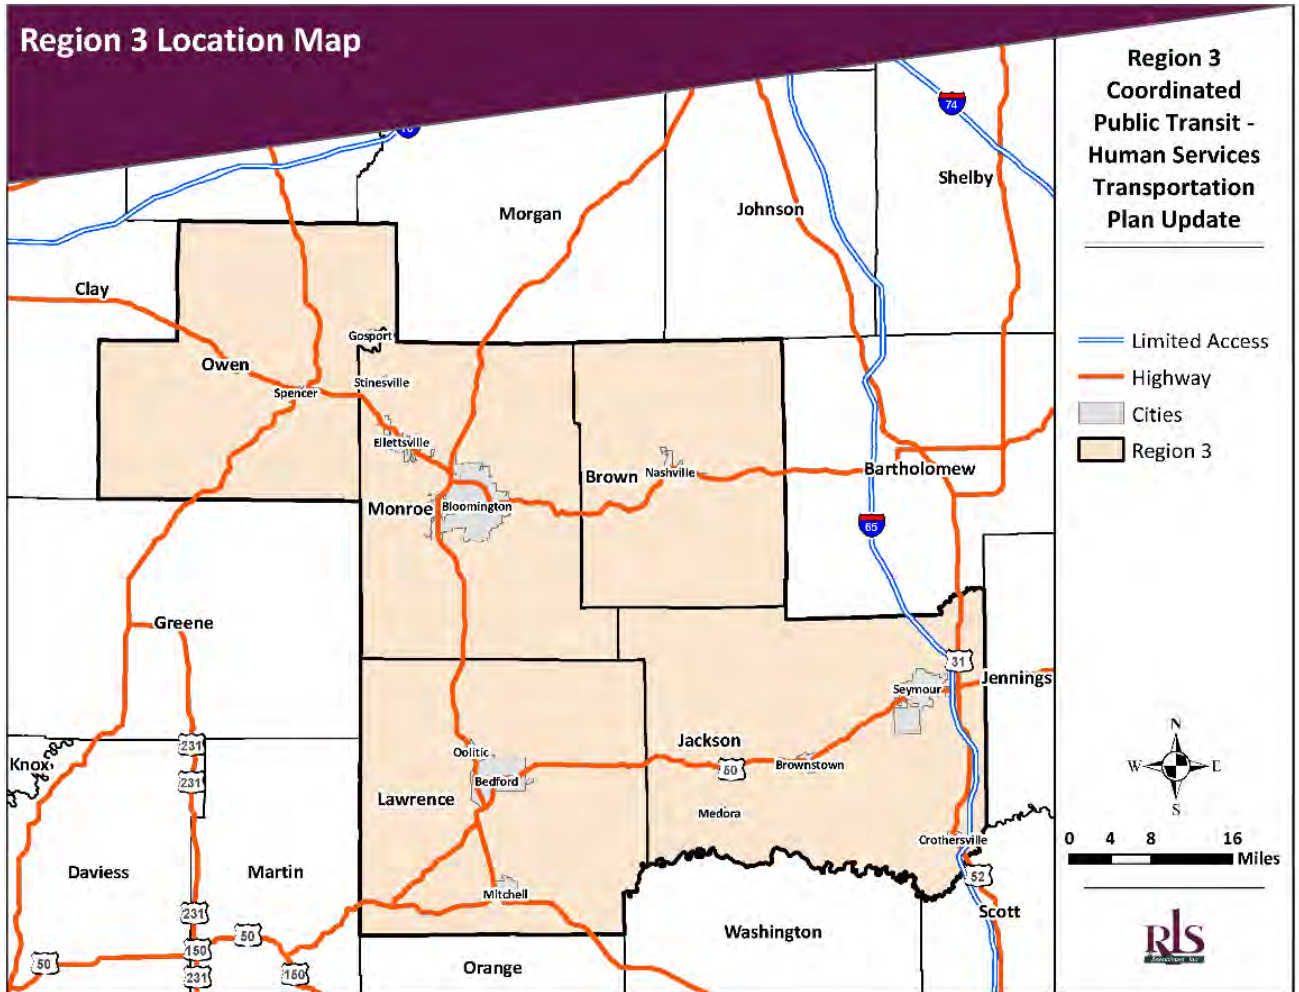 Region 3 Location Map
Region 3
Coordinated
Public Transit -
Human Services
Transportation
Plan Update
Limited Access
Highway
Cities
Region 3
N
W
E
S
0 4 8 16
Miles
RLS
74
Shelby
Johnson
Morgan
Clay
Gosport
Owen
Stinesville
Spencer
Ellettsville
Brown
Nashville
Bartholomew
Monroe
Bloomington
65
Greene
31
Jennings
Seymour
231
Jackson
Oolitic
Knox
50
Brownstown
231
Bedford
Lawrence
Medora
Crothersville
Daviess
Martin
52
Mitchell
231
Scott
Washington
50
150
50
Orange
150
231